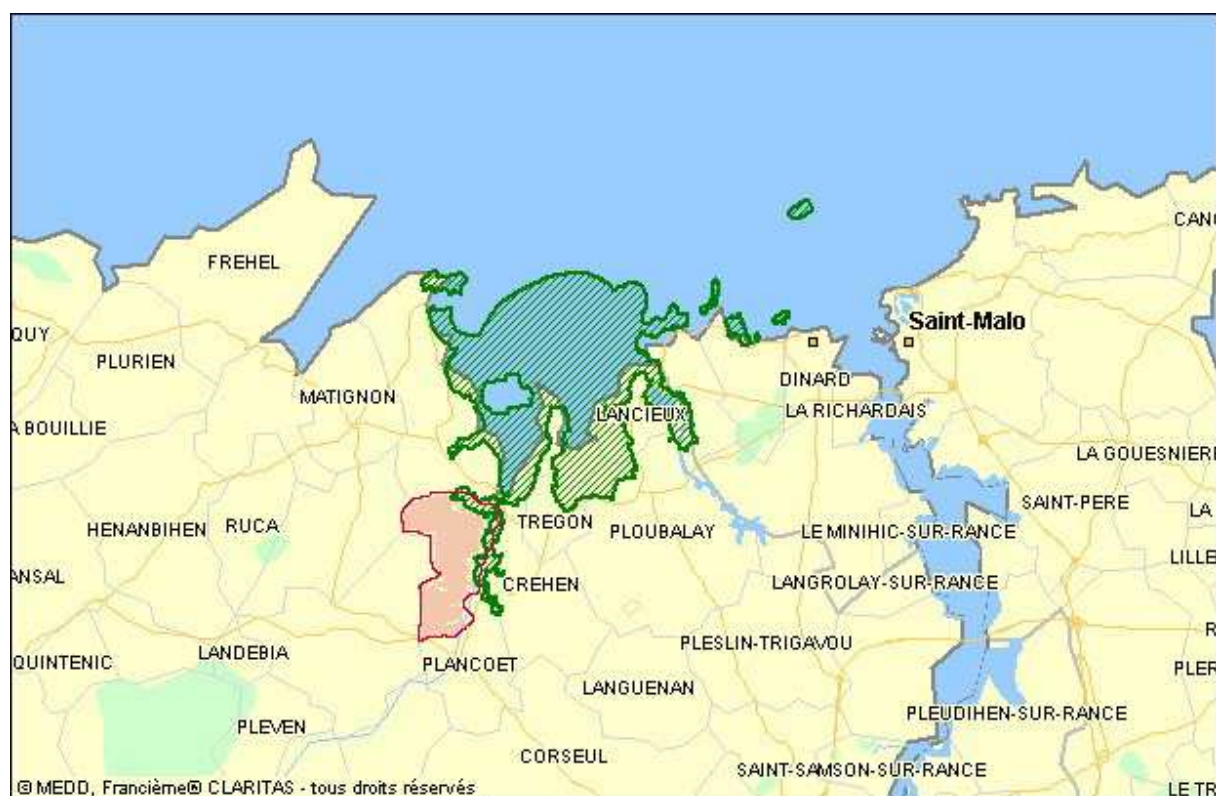 CANC
FREHEL
Saint-Malo
QUY
PLURIEN
DINARD
MATIGNON
LANCIEUX
LA RICHARDAIS
A BOUILLIE
LA GOUESNIERE
SAINT-PERE
HENANBIHEN
RUCA
TREGON
PLOUBALAY
LE MINIHIC-SUR-RANCE
LA
LILLE
ANSAL
CREHEN
LANGROLAY-SUR-RANCE
R
QUINTENIC
LANDEBIA
PLANCOET
PLESLIN-TRIGAVOU
PLER
LANGUENAN
PLEVEN
PLEUDIHEN-SUR-RANCE
CORSEUL
SAINT-SAMSON-SUR-RANCE
© MEDD, Francième® CLARITAS - tous droits réservés
LE TR